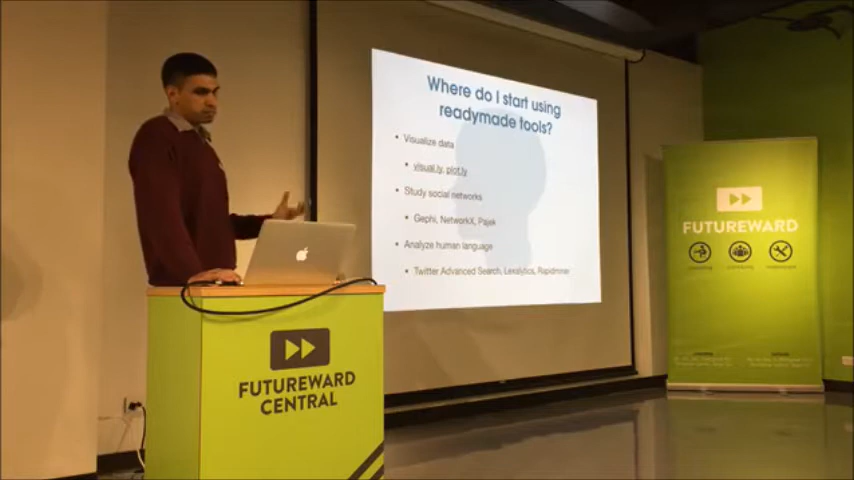 Where do I start using
readymade tools?
• Visualize data
• visual.ly, plot.ly
• Study social networks
• Gephi, NetworkX, Pajek
• Analyze human language
• Twitter Advanced Search, Lexalytics, Rapidminer
FUTUREWARD
FUTUREWARD
CENTRAL